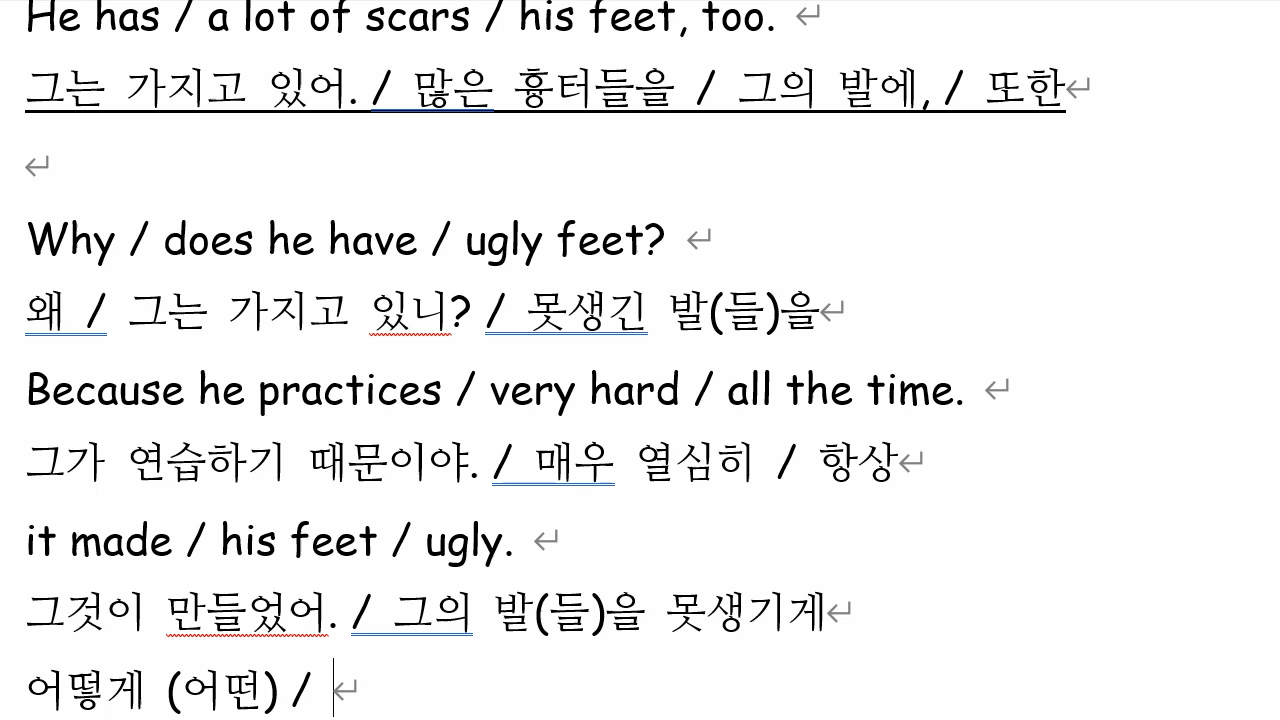 He has / a lot of scars / his feet, too.
그는 가지고 있어. / 많은 흉터들을 / 그의 발에, / 또한
Why / does he have / ugly feet?
왜 / 그는 가지고 있니? / 못생긴 발(들)을
Because he practices / very hard / all the time.
그가 연습하기 때문이야. / 매우 열심히 / 항상
it made / his feet / ugly.
그것이 만들었어. / 그의 발(들)을 못생기게
어떻게 (어떤) /